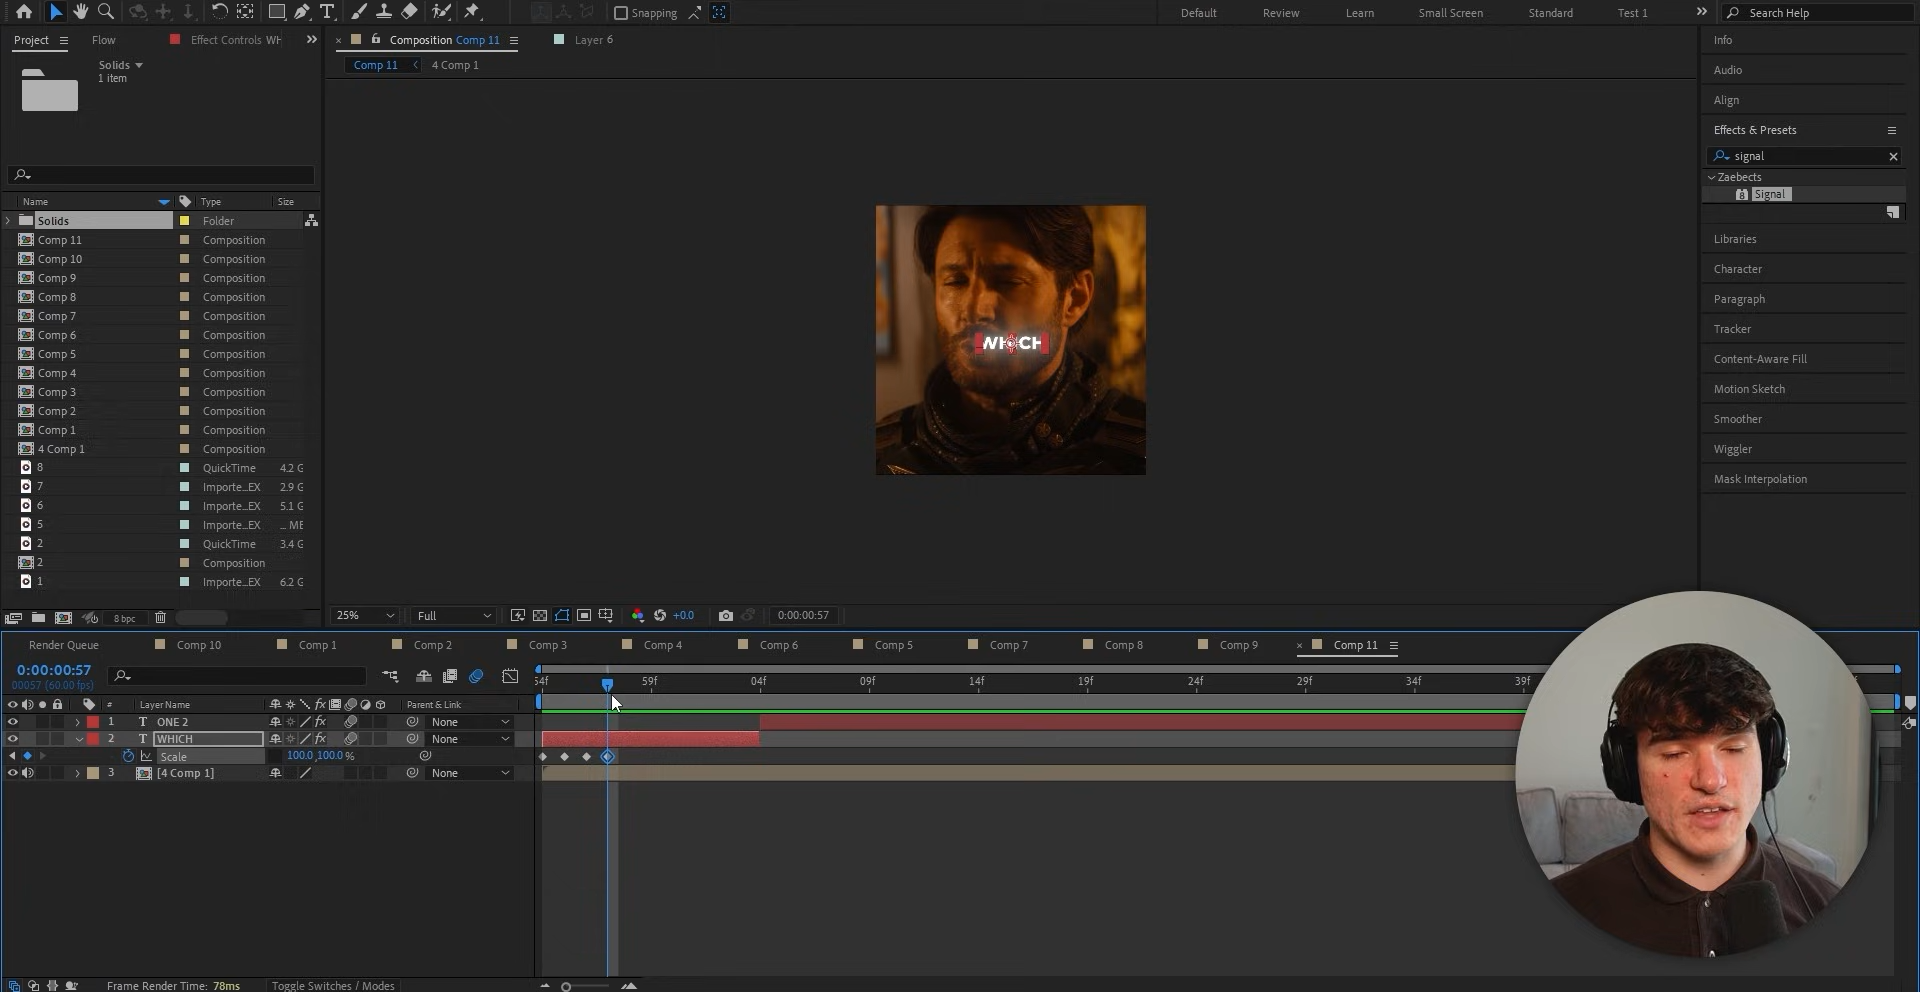 Snapping
Default
Review
Learn
Small Screen
Standard
Test 1
Search Help
Project
Flow
Effect Controls WH
Solids
1 item
Name
Type
Size
Solids Folder
Comp 11 Composition
Comp 10 Composition
Comp 9 Composition
Comp 8 Composition
Comp 7 Composition
Comp 6 Composition
Comp 5 Composition
Comp 4 Composition
Comp 3 Composition
Comp 2 Composition
Comp 1 Composition
4 Comp 1 Composition
8 QuickTime 4.2 G
7 Importe...EX 2.9 G
6 Importe...EX 5.1 G
5 Importe...EX ... ME
2 QuickTime 3.4 G
2 Composition
1 Importe...EX 6.2 G
8 bpc
Composition Comp 11
Layer 6
Comp 11
4 Comp 1
WHICH
25%
Full
+0.0
0:00:00:57
Info
Audio
Align
Effects & Presets
signal
Zaebects
Signal
Libraries
Character
Paragraph
Tracker
Content-Aware Fill
Motion Sketch
Smoother
Wiggler
Mask Interpolation
Render Queue
Comp 10
Comp 1
Comp 2
Comp 3
Comp 4
Comp 6
Comp 5
Comp 7
Comp 8
Comp 9
Comp 11
0:00:00:57
00057 (60.00 fps)
54f 59f 04f 09f 14f 19f 24f 29f 34f 39f
# Layer Name Parent & Link
1 T ONE 2 None
2 T WHICH None
Scale 100.0,100.0 %
3 [4 Comp 1] None
Frame Render Time: 78ms
Toggle Switches / Modes